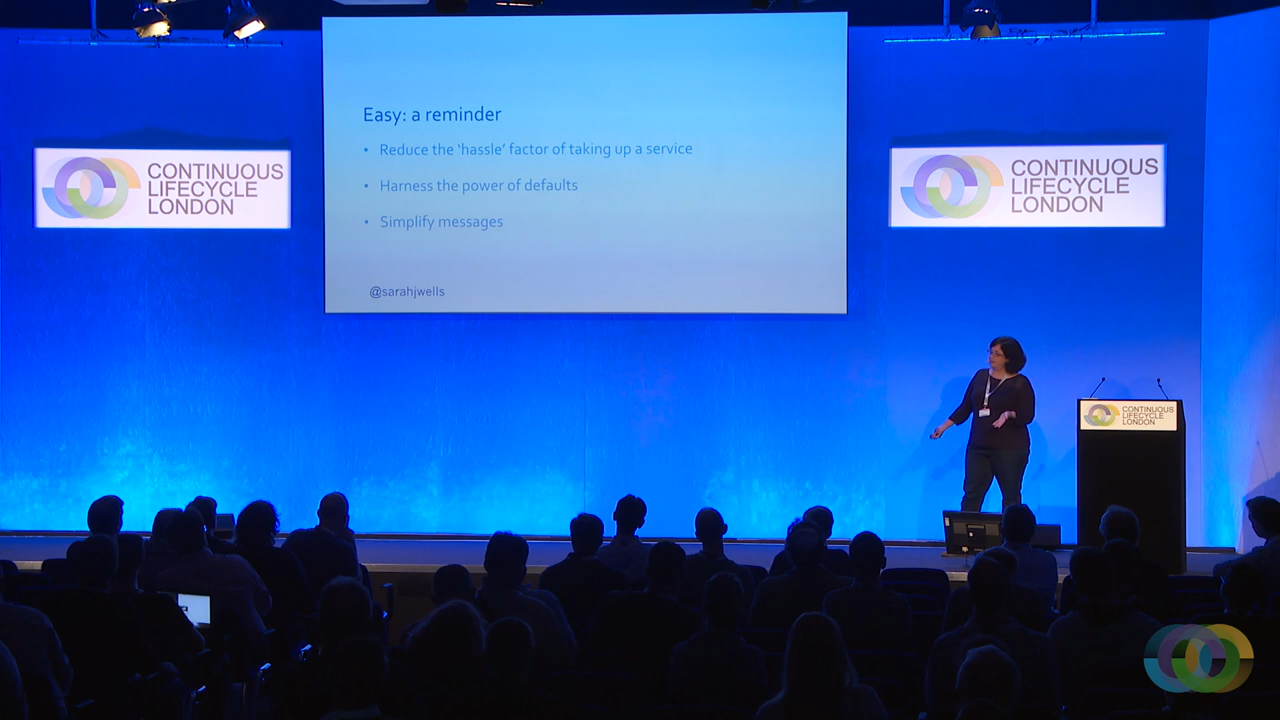 Easy: a reminder
• Reduce the ‘hassle’ factor of taking up a service
• Harness the power of defaults
• Simplify messages
@sarahjwells
CONTINUOUS
LIFECYCLE
LONDON
CONTINUOUS
LIFECYCLE
LONDON
CONTINUOUS
LIFECYCLE
LONDON